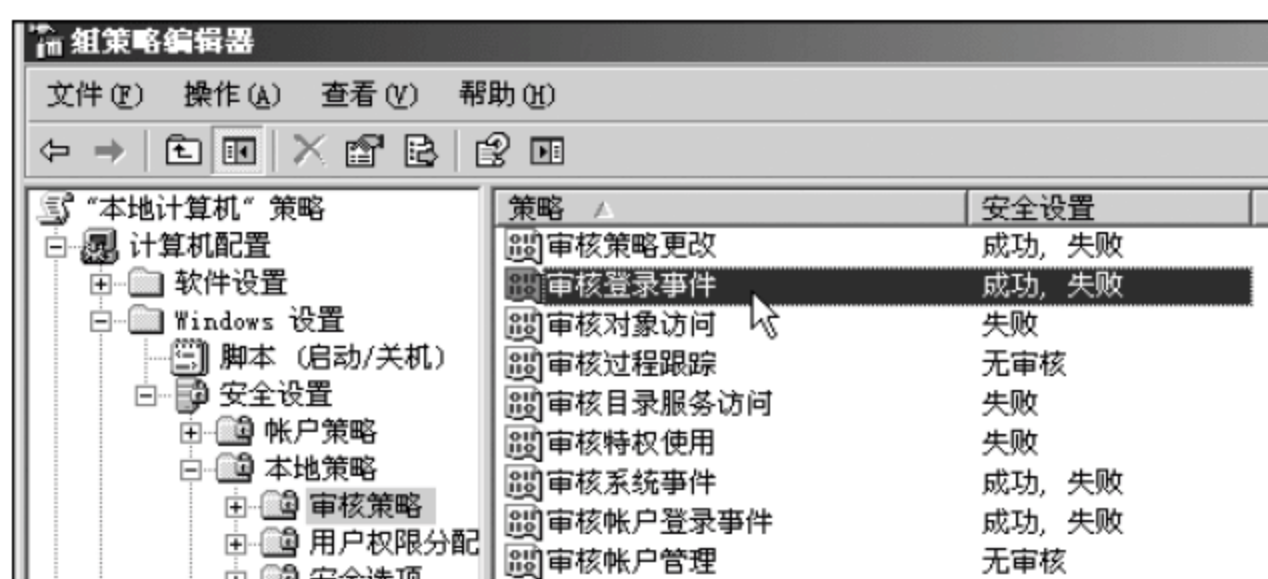 组策略编辑器
文件(F) 操作(A) 查看(V) 帮助(H)
“本地计算机” 策略
计算机配置
软件设置
Windows 设置
脚本 (启动/关机)
安全设置
帐户策略
本地策略
审核策略
用户权限分配
安全选项
策略 安全设置
审核策略更改 成功, 失败
审核登录事件 成功, 失败
审核对象访问 失败
审核过程跟踪 无审核
审核目录服务访问 失败
审核特权使用 失败
审核系统事件 成功, 失败
审核帐户登录事件 成功, 失败
审核帐户管理 无审核